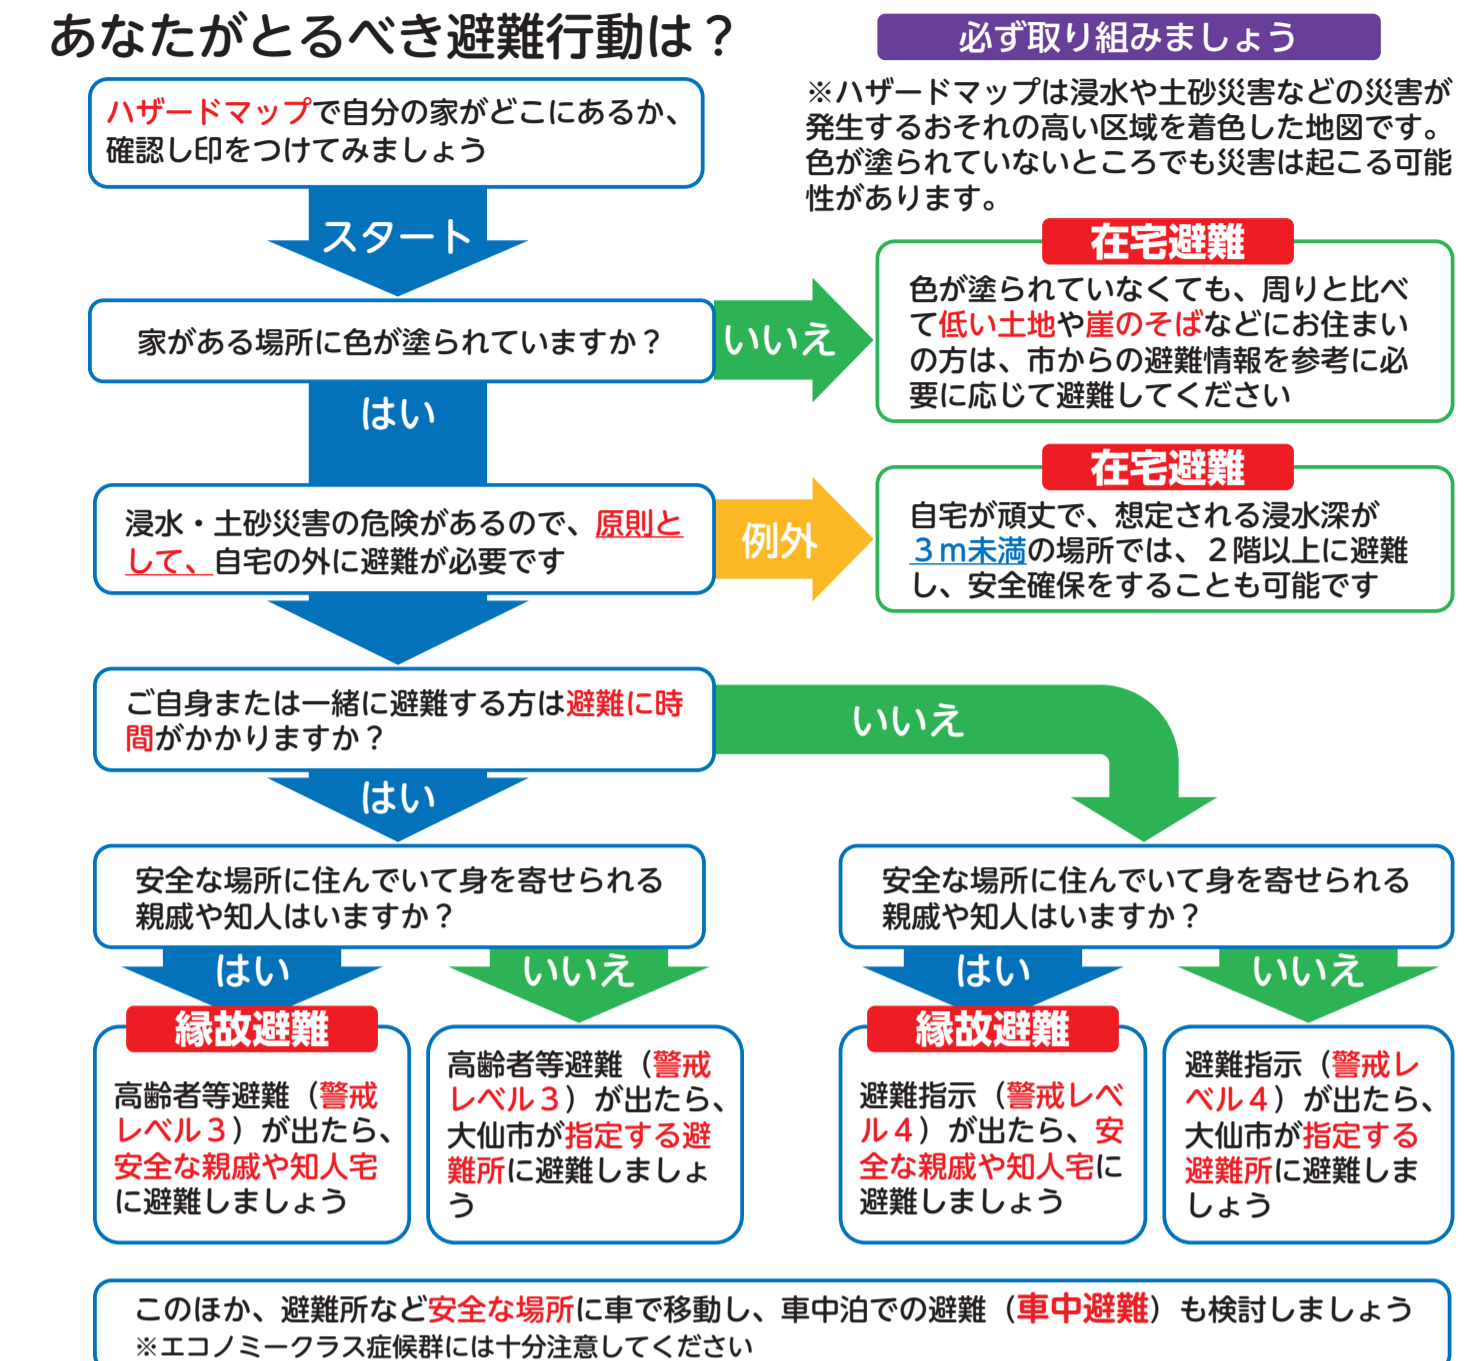 あなたがとるべき避難行動は？
必ず取り組みましょう
ハザードマップで自分の家がどこにあるか、
確認し印をつけてみましょう
※ハザードマップは浸水や土砂災害などの災害が
発生するおそれの高い区域を着色した地図です。
色が塗られていないところでも災害は起こる可能
性があります。
スタート
家がある場所に色が塗られていますか？
いいえ
在宅避難
色が塗られていなくても、周りと比べ
て低い土地や崖のそばなどにお住まい
の方は、市からの避難情報を参考に必
要に応じて避難してください
はい
浸水・土砂災害の危険があるので、原則と
して、自宅の外に避難が必要です
例外
在宅避難
自宅が頑丈で、想定される浸水深が
３ｍ未満の場所では、２階以上に避難
し、安全確保をすることも可能です
ご自身または一緒に避難する方は避難に時
間がかかりますか？
いいえ
はい
安全な場所に住んでいて身を寄せられる
親戚や知人はいますか？
はい
いいえ
縁故避難
高齢者等避難（警戒
レベル３）が出たら、
安全な親戚や知人宅
に避難しましょう
高齢者等避難（警戒
レベル３）が出たら、
大仙市が指定する避
難所に避難しましょ
う
安全な場所に住んでいて身を寄せられる
親戚や知人はいますか？
はい
いいえ
縁故避難
避難指示（警戒レベ
ル４）が出たら、安
全な親戚や知人宅に
避難しましょう
避難指示（警戒レ
ベル４）が出たら、
大仙市が指定する
避難所に避難しま
しょう
このほか、避難所など安全な場所に車で移動し、車中泊での避難（車中避難）も検討しましょう
※エコノミークラス症候群には十分注意してください